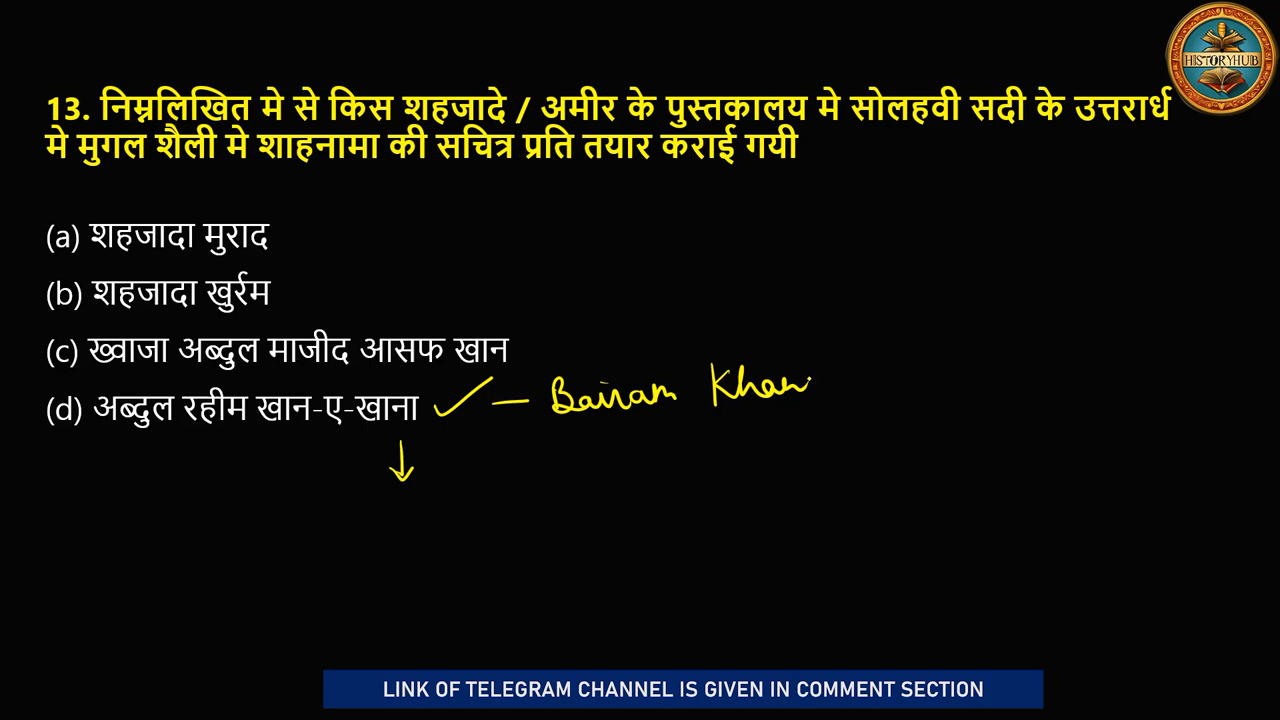 HISTORYHUB
13. निम्नलिखित मे से किस शहजादे / अमीर के पुस्तकालय मे सोलहवी सदी के उत्तरार्ध
मे मुगल शैली मे शाहनामा की सचित्र प्रति तयार कराई गयी
(a) शहजादा मुराद
(b) शहजादा खुर्रम
(c) ख्वाजा अब्दुल माजीद आसफ खान
(d) अब्दुल रहीम खान-ए-खाना — Bairam Khan
LINK OF TELEGRAM CHANNEL IS GIVEN IN COMMENT SECTION